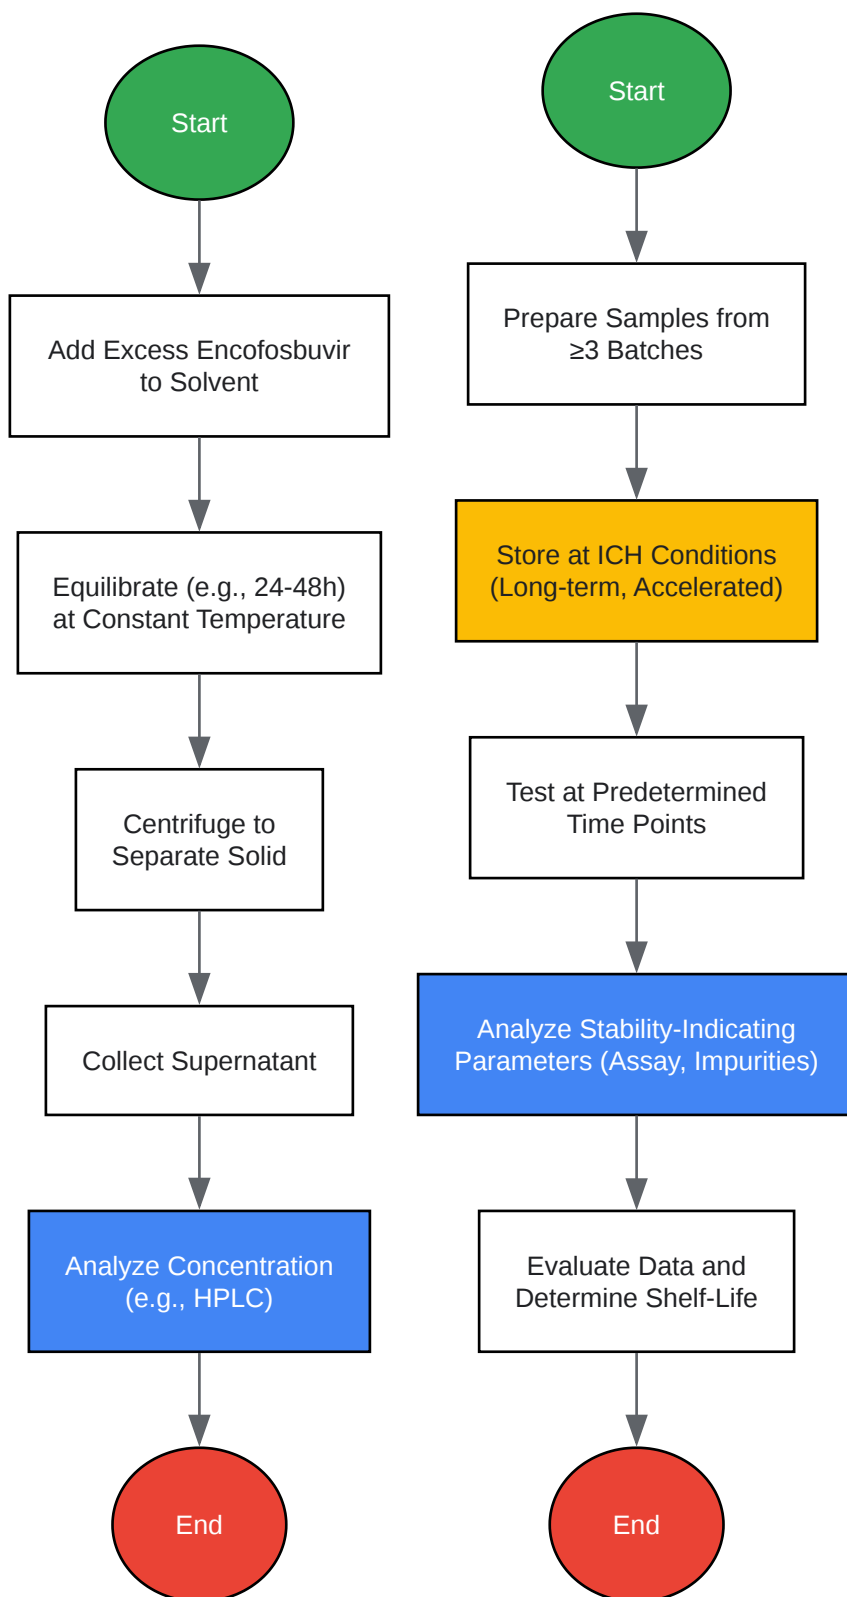 Start
Add Excess Encofosbuvir
to Solvent
Equilibrate (e.g., 24-48h)
at Constant Temperature
Centrifuge to
Separate Solid
Collect Supernatant
Analyze Concentration
(e.g., HPLC)
End
Start
Prepare Samples from
≥3 Batches
Store at ICH Conditions
(Long-term, Accelerated)
Test at Predetermined
Time Points
Analyze Stability-Indicating
Parameters (Assay, Impurities)
Evaluate Data and
Determine Shelf-Life
End